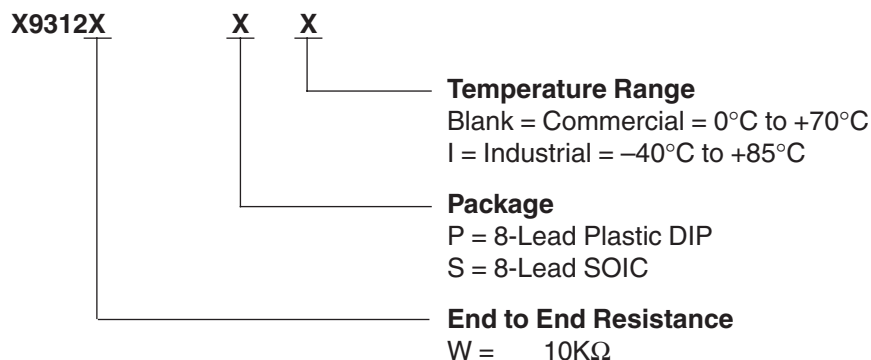 X9312X X X
Temperature Range
Blank = Commercial = 0°C to +70°C
I = Industrial = –40°C to +85°C
Package
P = 8-Lead Plastic DIP
S = 8-Lead SOIC
End to End Resistance
W = 10KΩ